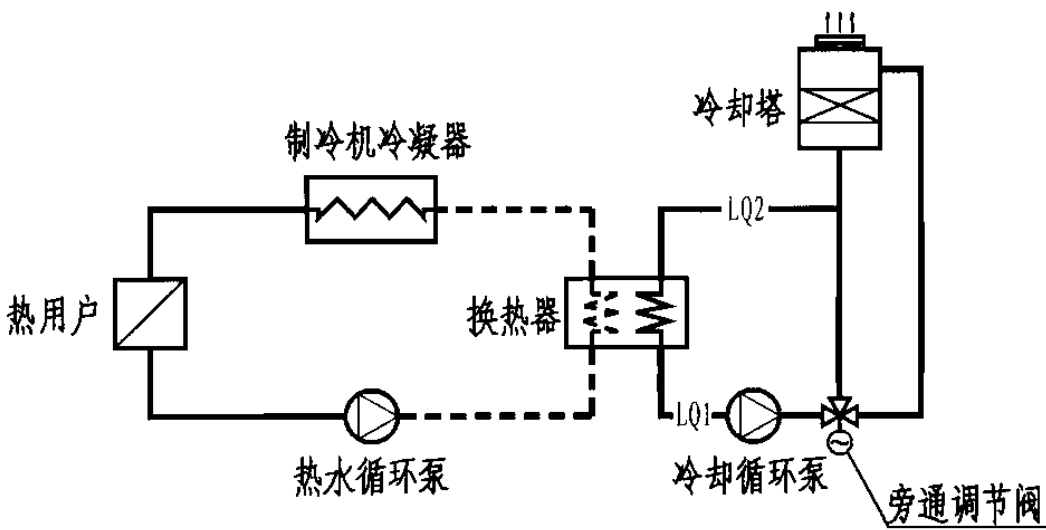 冷却塔
制冷机冷凝器
LQ2
热用户
换热器
LQ1
热水循环泵
冷却循环泵
旁通调节阀